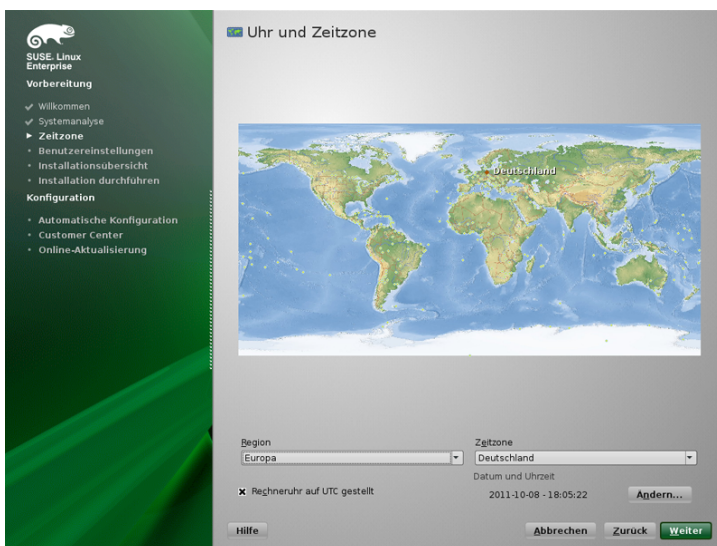 SUSE. Linux
Enterprise
Vorbereitung
Willkommen
Systemanalyse
Zeitzone
Benutzereinstellungen
Installationsübersicht
Installation durchführen
Konfiguration
Automatische Konfiguration
Customer Center
Online-Aktualisierung
Uhr und Zeitzone
Deutschland
Region
Europa
Zeitzone
Deutschland
Rechneruhr auf UTC gestellt
Datum und Uhrzeit
2011-10-08 - 18:05:22
Ändern...
Hilfe
Abbrechen
Zurück
Weiter